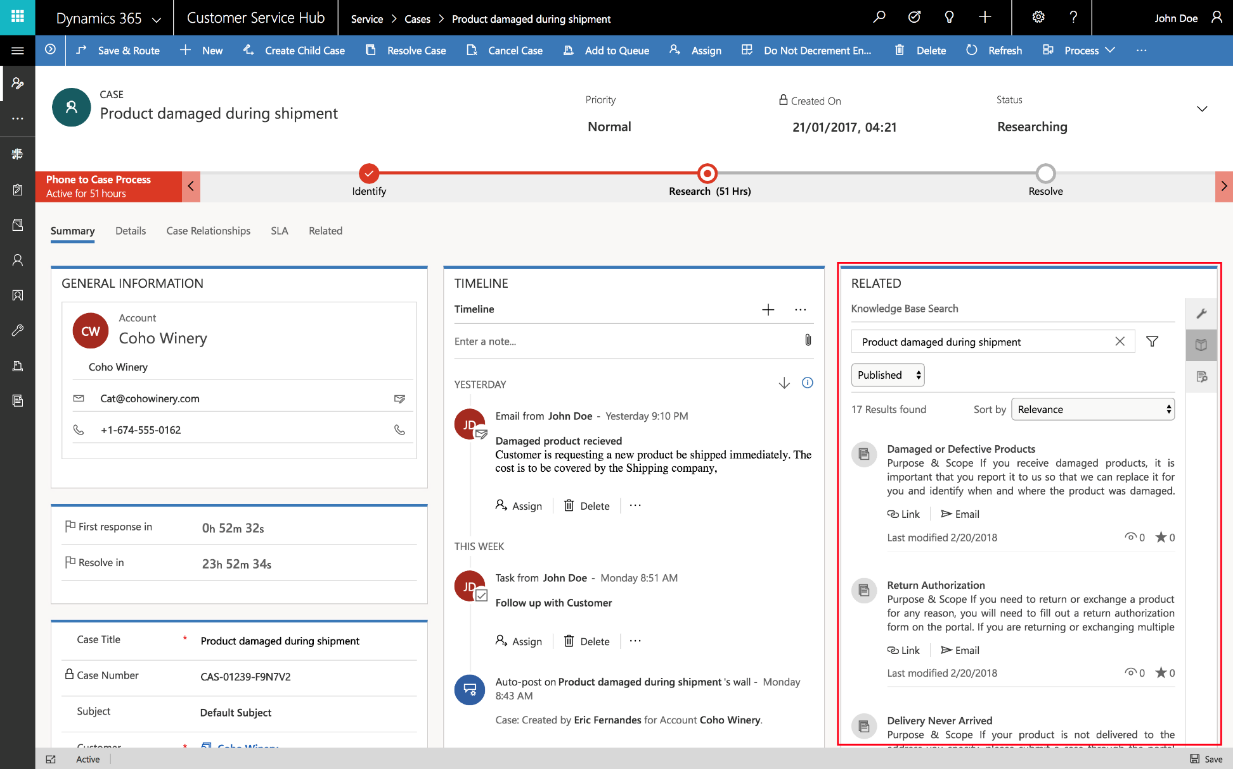 Dynamics 365
Customer Service Hub
Service > Cases > Product damaged during shipment
John Doe
Save & Route
New
Create Child Case
Resolve Case
Cancel Case
Add to Queue
Assign
Do Not Decrement En...
Delete
Refresh
Process
CASE
Product damaged during shipment
Priority
Normal
Created On
21/01/2017, 04:21
Status
Researching
Phone to Case Process
Active for 51 hours
Identify
Research (51 Hrs)
Resolve
Summary
Details
Case Relationships
SLA
Related
GENERAL INFORMATION
CW
Account
Coho Winery
Coho Winery
Cat@cohowinery.com
+1-674-555-0162
First response in
0h 52m 32s
Resolve in
23h 52m 34s
Case Title
* Product damaged during shipment
Case Number
CAS-01239-F9N7V2
Subject
Default Subject
Customer
* Coho Winery
TIMELINE
Timeline
Enter a note...
YESTERDAY
JD
Email from John Doe - Yesterday 9:10 PM
Damaged product recieved
Customer is requesting a new product be shipped immediately. The
cost is to be covered by the Shipping company,
Assign
Delete
...
THIS WEEK
JD
Task from John Doe - Monday 8:51 AM
Follow up with Customer
Assign
Delete
...
Auto-post on Product damaged during shipment 's wall - Monday
8:43 AM
Case: Created by Eric Fernandes for Account Coho Winery.
RELATED
Knowledge Base Search
Product damaged during shipment
Published
17 Results found
Sort by
Relevance
Damaged or Defective Products
Purpose & Scope If you receive damaged products, it is
important that you report it to us so that we can replace it for
you and identify when and where the product was damaged.
Link
Email
Last modified 2/20/2018
0
0
Return Authorization
Purpose & Scope If you need to return or exchange a product
for any reason, you will need to fill out a return authorization
form on the portal. If you are returning or exchanging multiple
Link
Email
Last modified 2/20/2018
0
0
Delivery Never Arrived
Purpose & Scope If your product is not delivered to the
address you specify, please submit a case through the portal
Active
Save